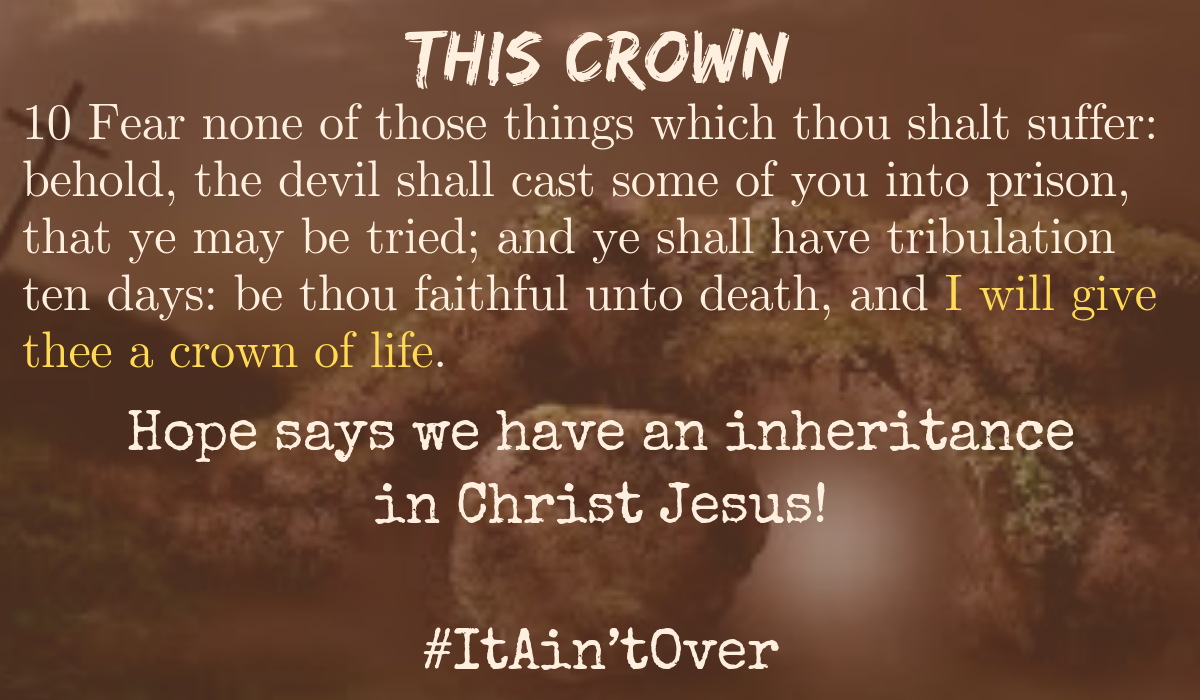 THIS CROWN
10 Fear none of those things which thou shalt suffer:
behold, the devil shall cast some of you into prison,
that ye may be tried; and ye shall have tribulation
ten days: be thou faithful unto death, and I will give
thee a crown of life.
Hope says we have an inheritance
in Christ Jesus!
#ItAin’tOver